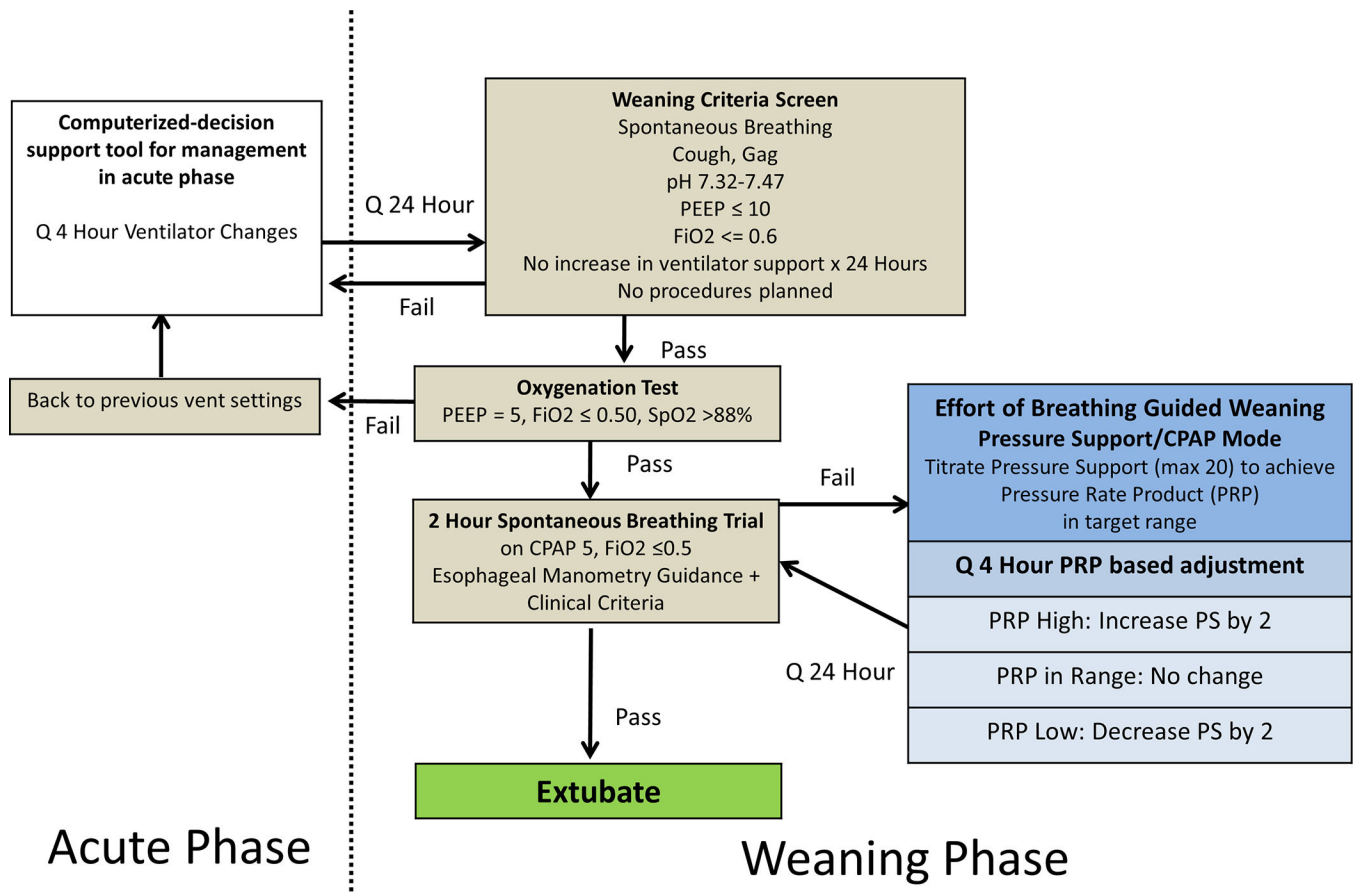 Computerized-decision
support tool for management
in acute phase
Q 4 Hour Ventilator Changes
Q 24 Hour
Fail
Weaning Criteria Screen
Spontaneous Breathing
Cough, Gag
pH 7.32-7.47
PEEP ≤ 10
FiO2 <= 0.6
No increase in ventilator support x 24 Hours
No procedures planned
Pass
Back to previous vent settings
Fail
Oxygenation Test
PEEP = 5, FiO2 ≤ 0.50, SpO2 >88%
Pass
2 Hour Spontaneous Breathing Trial
on CPAP 5, FiO2 ≤0.5
Esophageal Manometry Guidance +
Clinical Criteria
Fail
Effort of Breathing Guided Weaning
Pressure Support/CPAP Mode
Titrate Pressure Support (max 20) to achieve
Pressure Rate Product (PRP)
in target range
Q 4 Hour PRP based adjustment
PRP High: Increase PS by 2
PRP in Range: No change
PRP Low: Decrease PS by 2
Q 24 Hour
Pass
Extubate
Acute Phase
Weaning Phase